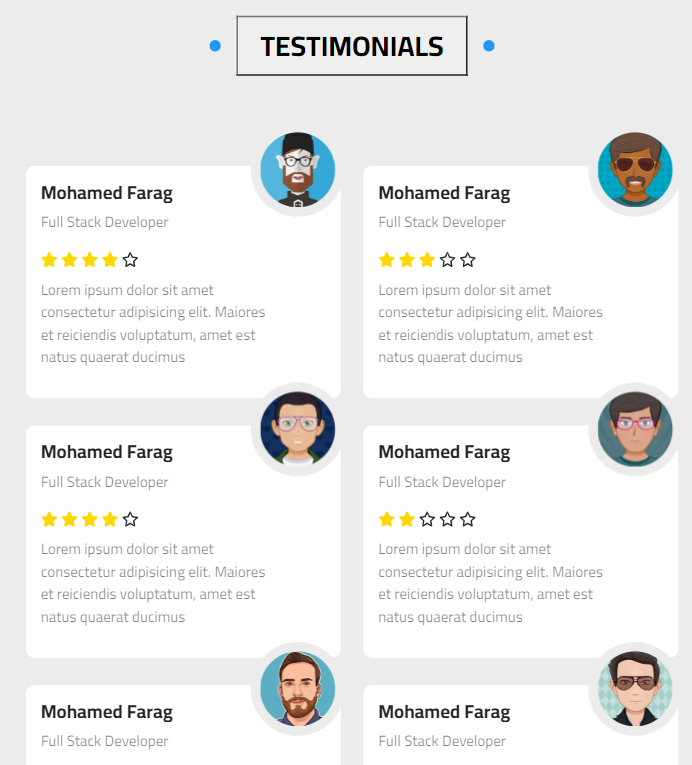 TESTIMONIALS
Mohamed Farag
Full Stack Developer
Lorem ipsum dolor sit amet
consectetur adipisicing elit. Maiores
et reiciendis voluptatum, amet est
natus quaerat ducimus
Mohamed Farag
Full Stack Developer
Lorem ipsum dolor sit amet
consectetur adipisicing elit. Maiores
et reiciendis voluptatum, amet est
natus quaerat ducimus
Mohamed Farag
Full Stack Developer
Lorem ipsum dolor sit amet
consectetur adipisicing elit. Maiores
et reiciendis voluptatum, amet est
natus quaerat ducimus
Mohamed Farag
Full Stack Developer
Lorem ipsum dolor sit amet
consectetur adipisicing elit. Maiores
et reiciendis voluptatum, amet est
natus quaerat ducimus
Mohamed Farag
Full Stack Developer
Mohamed Farag
Full Stack Developer